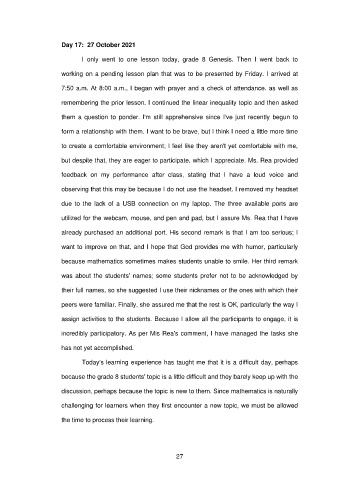 Day 17:  27 October 2021
I only went to one lesson today, grade 8 Genesis. Then I went back to
working on a pending lesson plan that was to be presented by Friday. I arrived at
7:50 a.m. At 8:00 a.m., I began with prayer and a check of attendance. as well as
remembering the prior lesson. I continued the linear inequality topic and then asked
them a question to ponder. I'm still apprehensive since I've just recently begun to
form a relationship with them. I want to be brave, but I think I need a little more time
to create a comfortable environment; I feel like they aren't yet comfortable with me,
but despite that, they are eager to participate, which I appreciate. Ms. Rea provided
feedback on my performance after class, stating that I have a loud voice and
observing that this may be because I do not use the headset. I removed my headset
due to the lack of a USB connection on my laptop. The three available ports are
utilized for the webcam, mouse, and pen and pad, but I assure Ms. Rea that I have
already purchased an additional port. His second remark is that I am too serious; I
want to improve on that, and I hope that God provides me with humor, particularly
because mathematics sometimes makes students unable to smile. Her third remark
was about the students' names; some students prefer not to be acknowledged by
their full names, so she suggested I use their nicknames or the ones with which their
peers were familiar. Finally, she assured me that the rest is OK, particularly the way I
assign activities to the students. Because I allow all the participants to engage, it is
incredibly participatory. As per Mis Rea's comment, I have managed the tasks she
has not yet accomplished.
Today's learning experience has taught me that it is a difficult day, perhaps
because the grade 8 students' topic is a little difficult and they barely keep up with the
discussion, perhaps because the topic is new to them. Since mathematics is naturally
challenging for learners when they first encounter a new topic, we must be allowed
the time to process their learning.
27